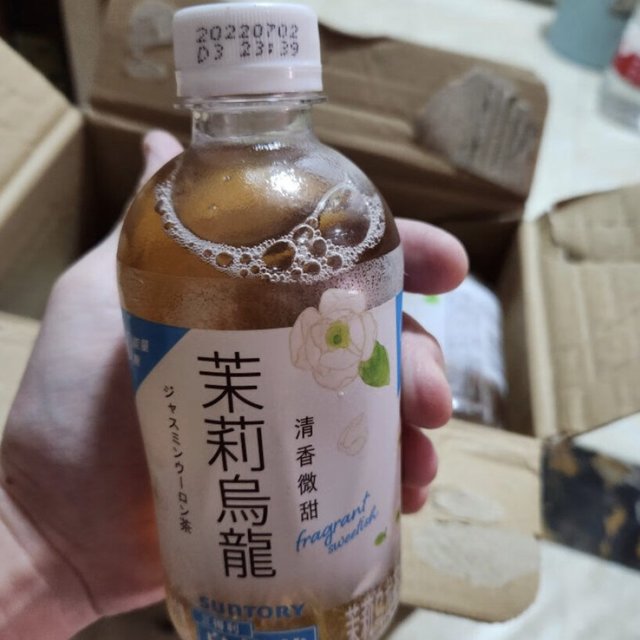 20220702
D3 23:39
茉莉烏龍
ジャスミンウーロン茶
清香微甜
fragrant
sweetish
SUNTORY